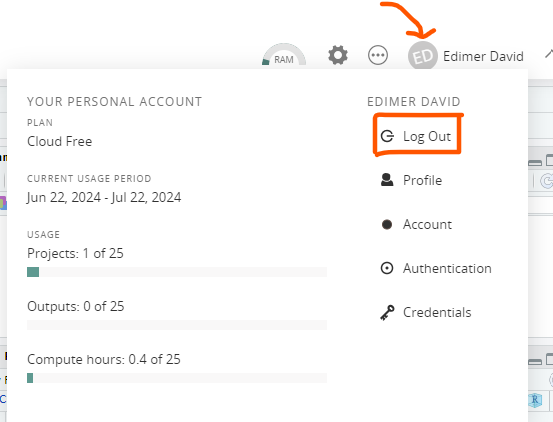 RAM
ED
Edimer David
YOUR PERSONAL ACCOUNT
PLAN
Cloud Free
CURRENT USAGE PERIOD
Jun 22, 2024 - Jul 22, 2024
USAGE
Projects: 1 of 25
Outputs: 0 of 25
Compute hours: 0.4 of 25
EDIMER DAVID
Log Out
Profile
Account
Authentication
Credentials
R